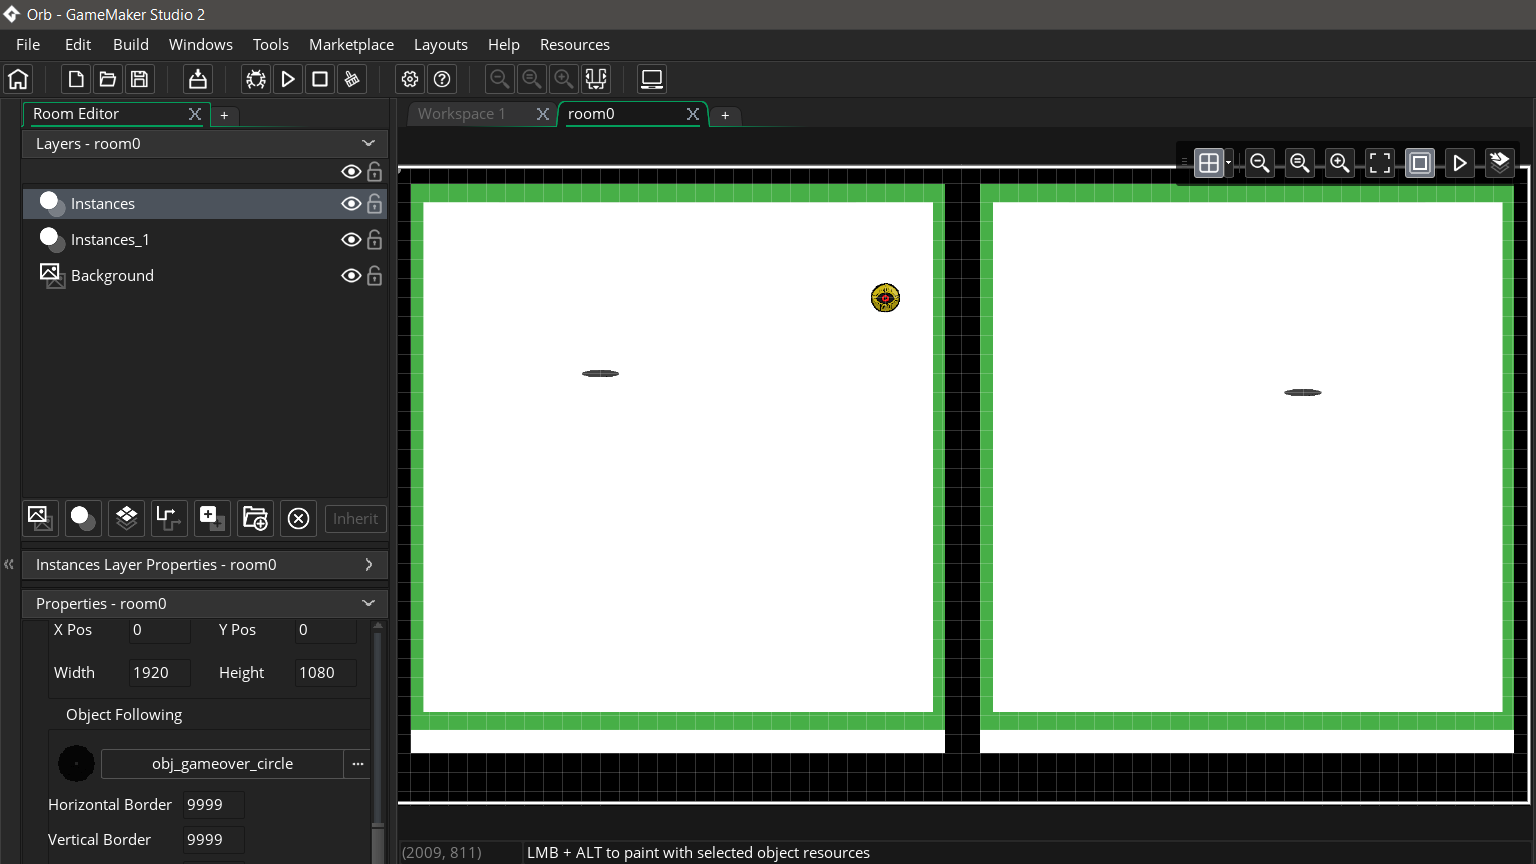 Orb - GameMaker Studio 2
File Edit Build Windows Tools Marketplace Layouts Help Resources
Room Editor
Workspace 1
room0
Layers - room0
Instances
Instances_1
Background
Inherit
Instances Layer Properties - room0
Properties - room0
X Pos 0 Y Pos 0
Width 1920 Height 1080
Object Following
obj_gameover_circle
Horizontal Border 9999
Vertical Border 9999
(2009, 811) LMB + ALT to paint with selected object resources